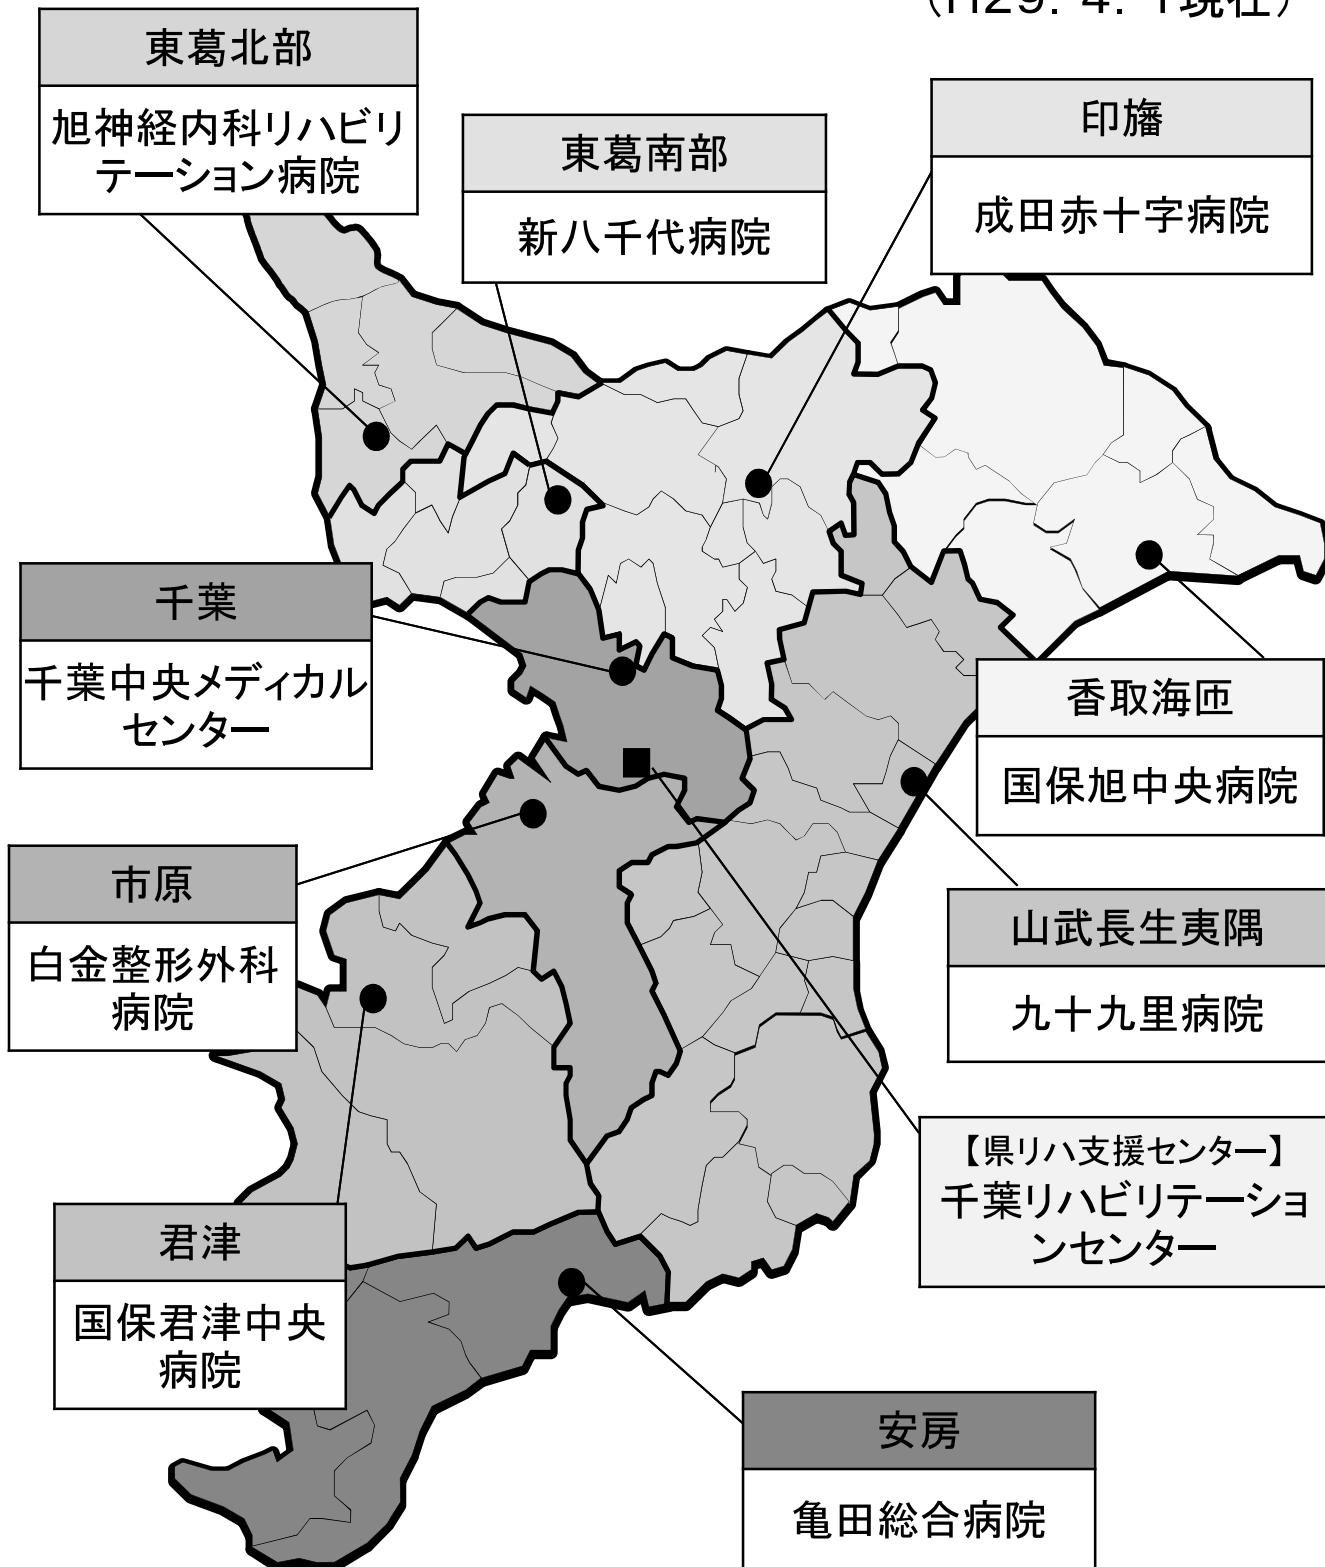 （H29．4．1現在）
東葛北部
旭神経内科リハビリ
テーション病院
東葛南部
新八千代病院
印旛
成田赤十字病院
千葉
千葉中央メディカル
センター
香取海匝
国保旭中央病院
市原
白金整形外科
病院
山武長生夷隅
九十九里病院
【県リハ支援センター】
千葉リハビリテーショ
ンセンター
君津
国保君津中央
病院
安房
亀田総合病院